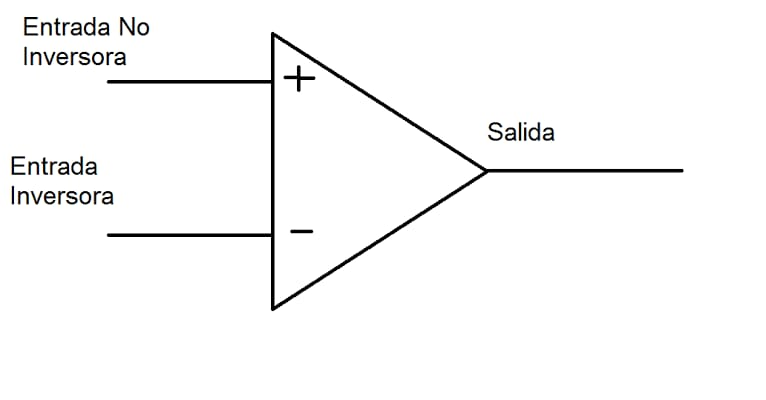 Entrada No
Inversora
+
Salida
Entrada
Inversora
−